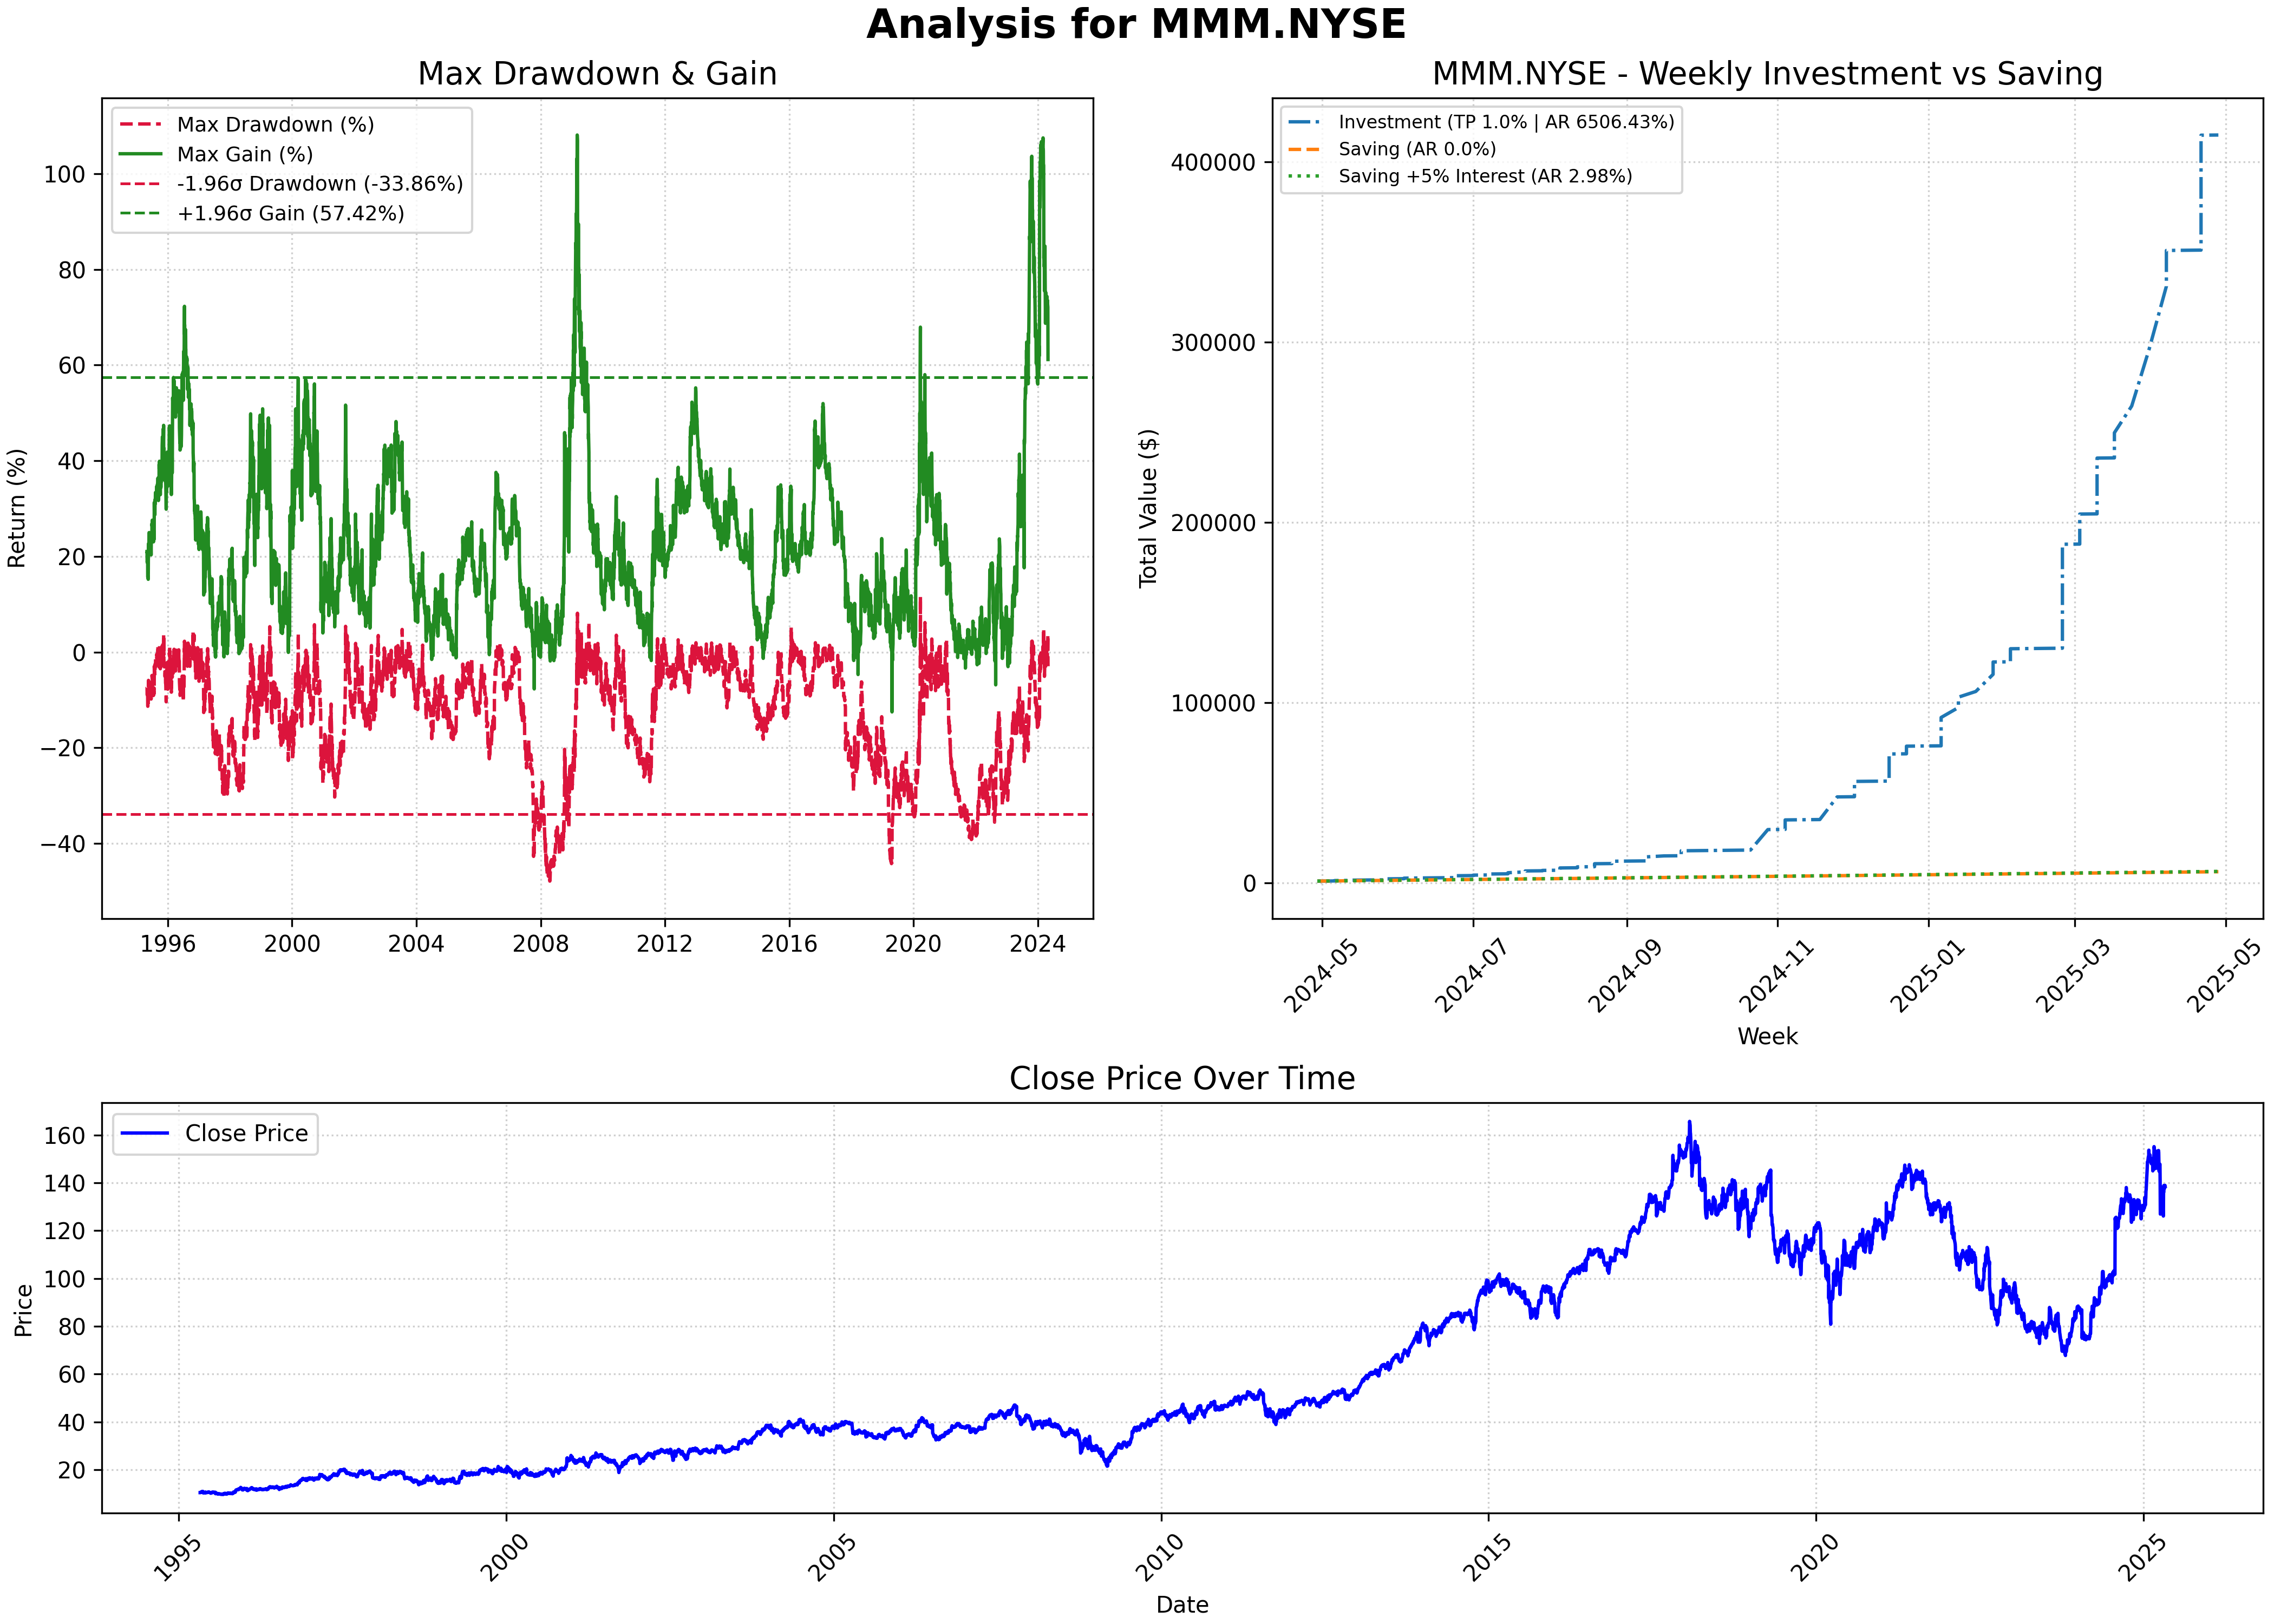 Analysis for MMM.NYSE
Max Drawdown & Gain
Max Drawdown (%)
Max Gain (%)
-1.96σ Drawdown (-33.86%)
+1.96σ Gain (57.42%)
Return (%)
100
80
60
40
20
0
−20
−40
1996
2000
2004
2008
2012
2016
2020
2024
MMM.NYSE - Weekly Investment vs Saving
Investment (TP 1.0% | AR 6506.43%)
Saving (AR 0.0%)
Saving +5% Interest (AR 2.98%)
Total Value ($)
400000
300000
200000
100000
0
2024-05
2024-07
2024-09
2024-11
2025-01
2025-03
2025-05
Week
Close Price Over Time
Close Price
Price
160
140
120
100
80
60
40
20
1995
2000
2005
2010
2015
2020
2025
Date